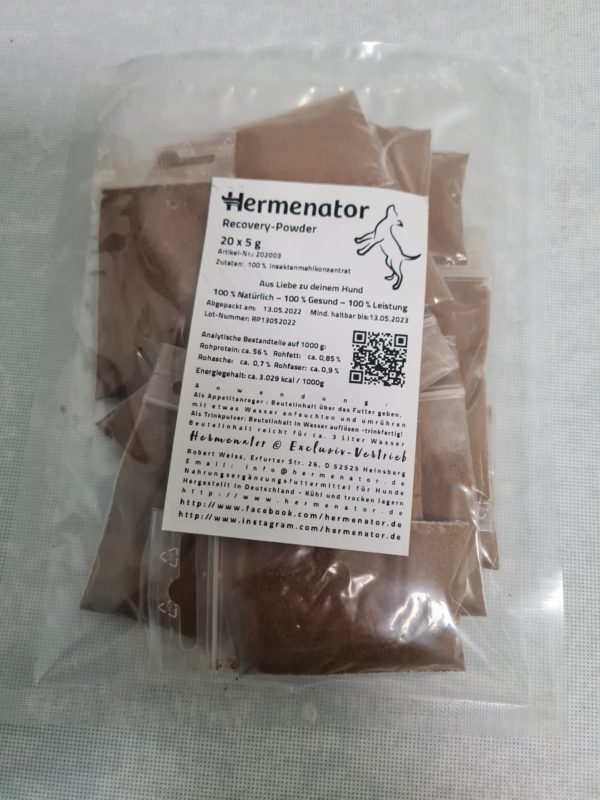 Hermenator
Recovery-Powder
20 x 5 g
Artikel-Nr.: 202003
Zutaten: 100 % Insektenmehlkonzentrat
Aus Liebe zu deinem Hund
100 % Natürlich – 100 % Gesund – 100 % Leistung
Abgepackt am: 13.05.2022 Mind. haltbar bis:13.05.2023
Lot-Nummer: RP13052022
Analytische Bestandteile auf 1000 g:
Rohprotein: ca. 56 % Rohfett: ca. 0,85 %
Rohasche: ca. 0,7 % Rohfaser: ca. 0,9 %
Energiegehalt: ca. 3.029 kcal / 1000g
Anwendung:
Als Appetitanreger : Beutelinhalt über das Futter geben,
mit etwas Wasser anfeuchten und umrühren
Als Trinkpulver: Beutelinhalt in Wasser auflösen -trinkfertig!
Beutelinhalt reicht für ca. 3 Liter Wasser
Hermenator @ Exclusiv-Vertrieb
Robert Weiss, Erfurter Str. 26, D 52525 Heinsberg
Email: info@hermenator.de
Nahrungsergänzungsfuttermittel für Hunde
Hergestellt in Deutschland - Kühl und trocken lagern
http://www.hermenator.de
http://www.facebook.com/hermenator.de
http://www.instagram.com/hermenator.de